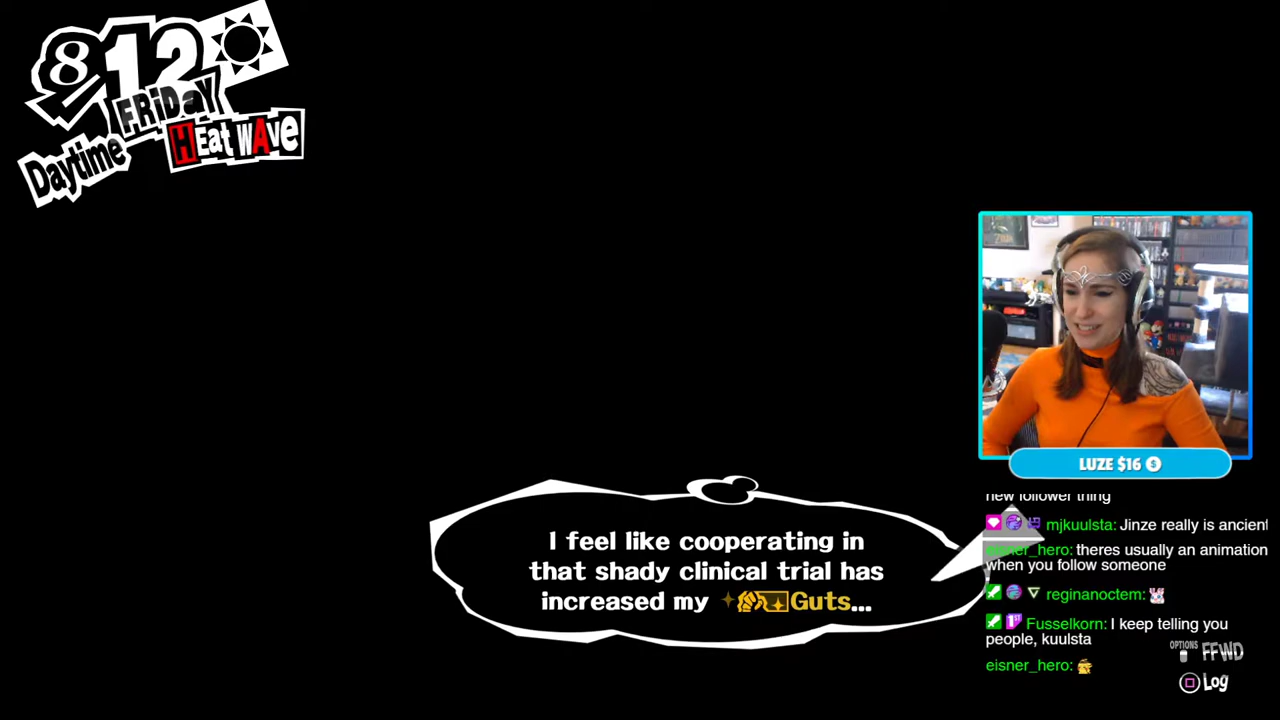 8/12
FRiDaY
Daytime
HEat wAve
LUZE $16
new follower thing
mjkuulsta: Jinze really is ancient
eisner_hero: theres usually an animation
when you follow someone
reginanoctem:
Fusselkorn: I keep telling you
people, kuulsta
eisner_hero:
I feel like cooperating in
that shady clinical trial has
increased my Guts...
OPTIONS
FFWD
Log